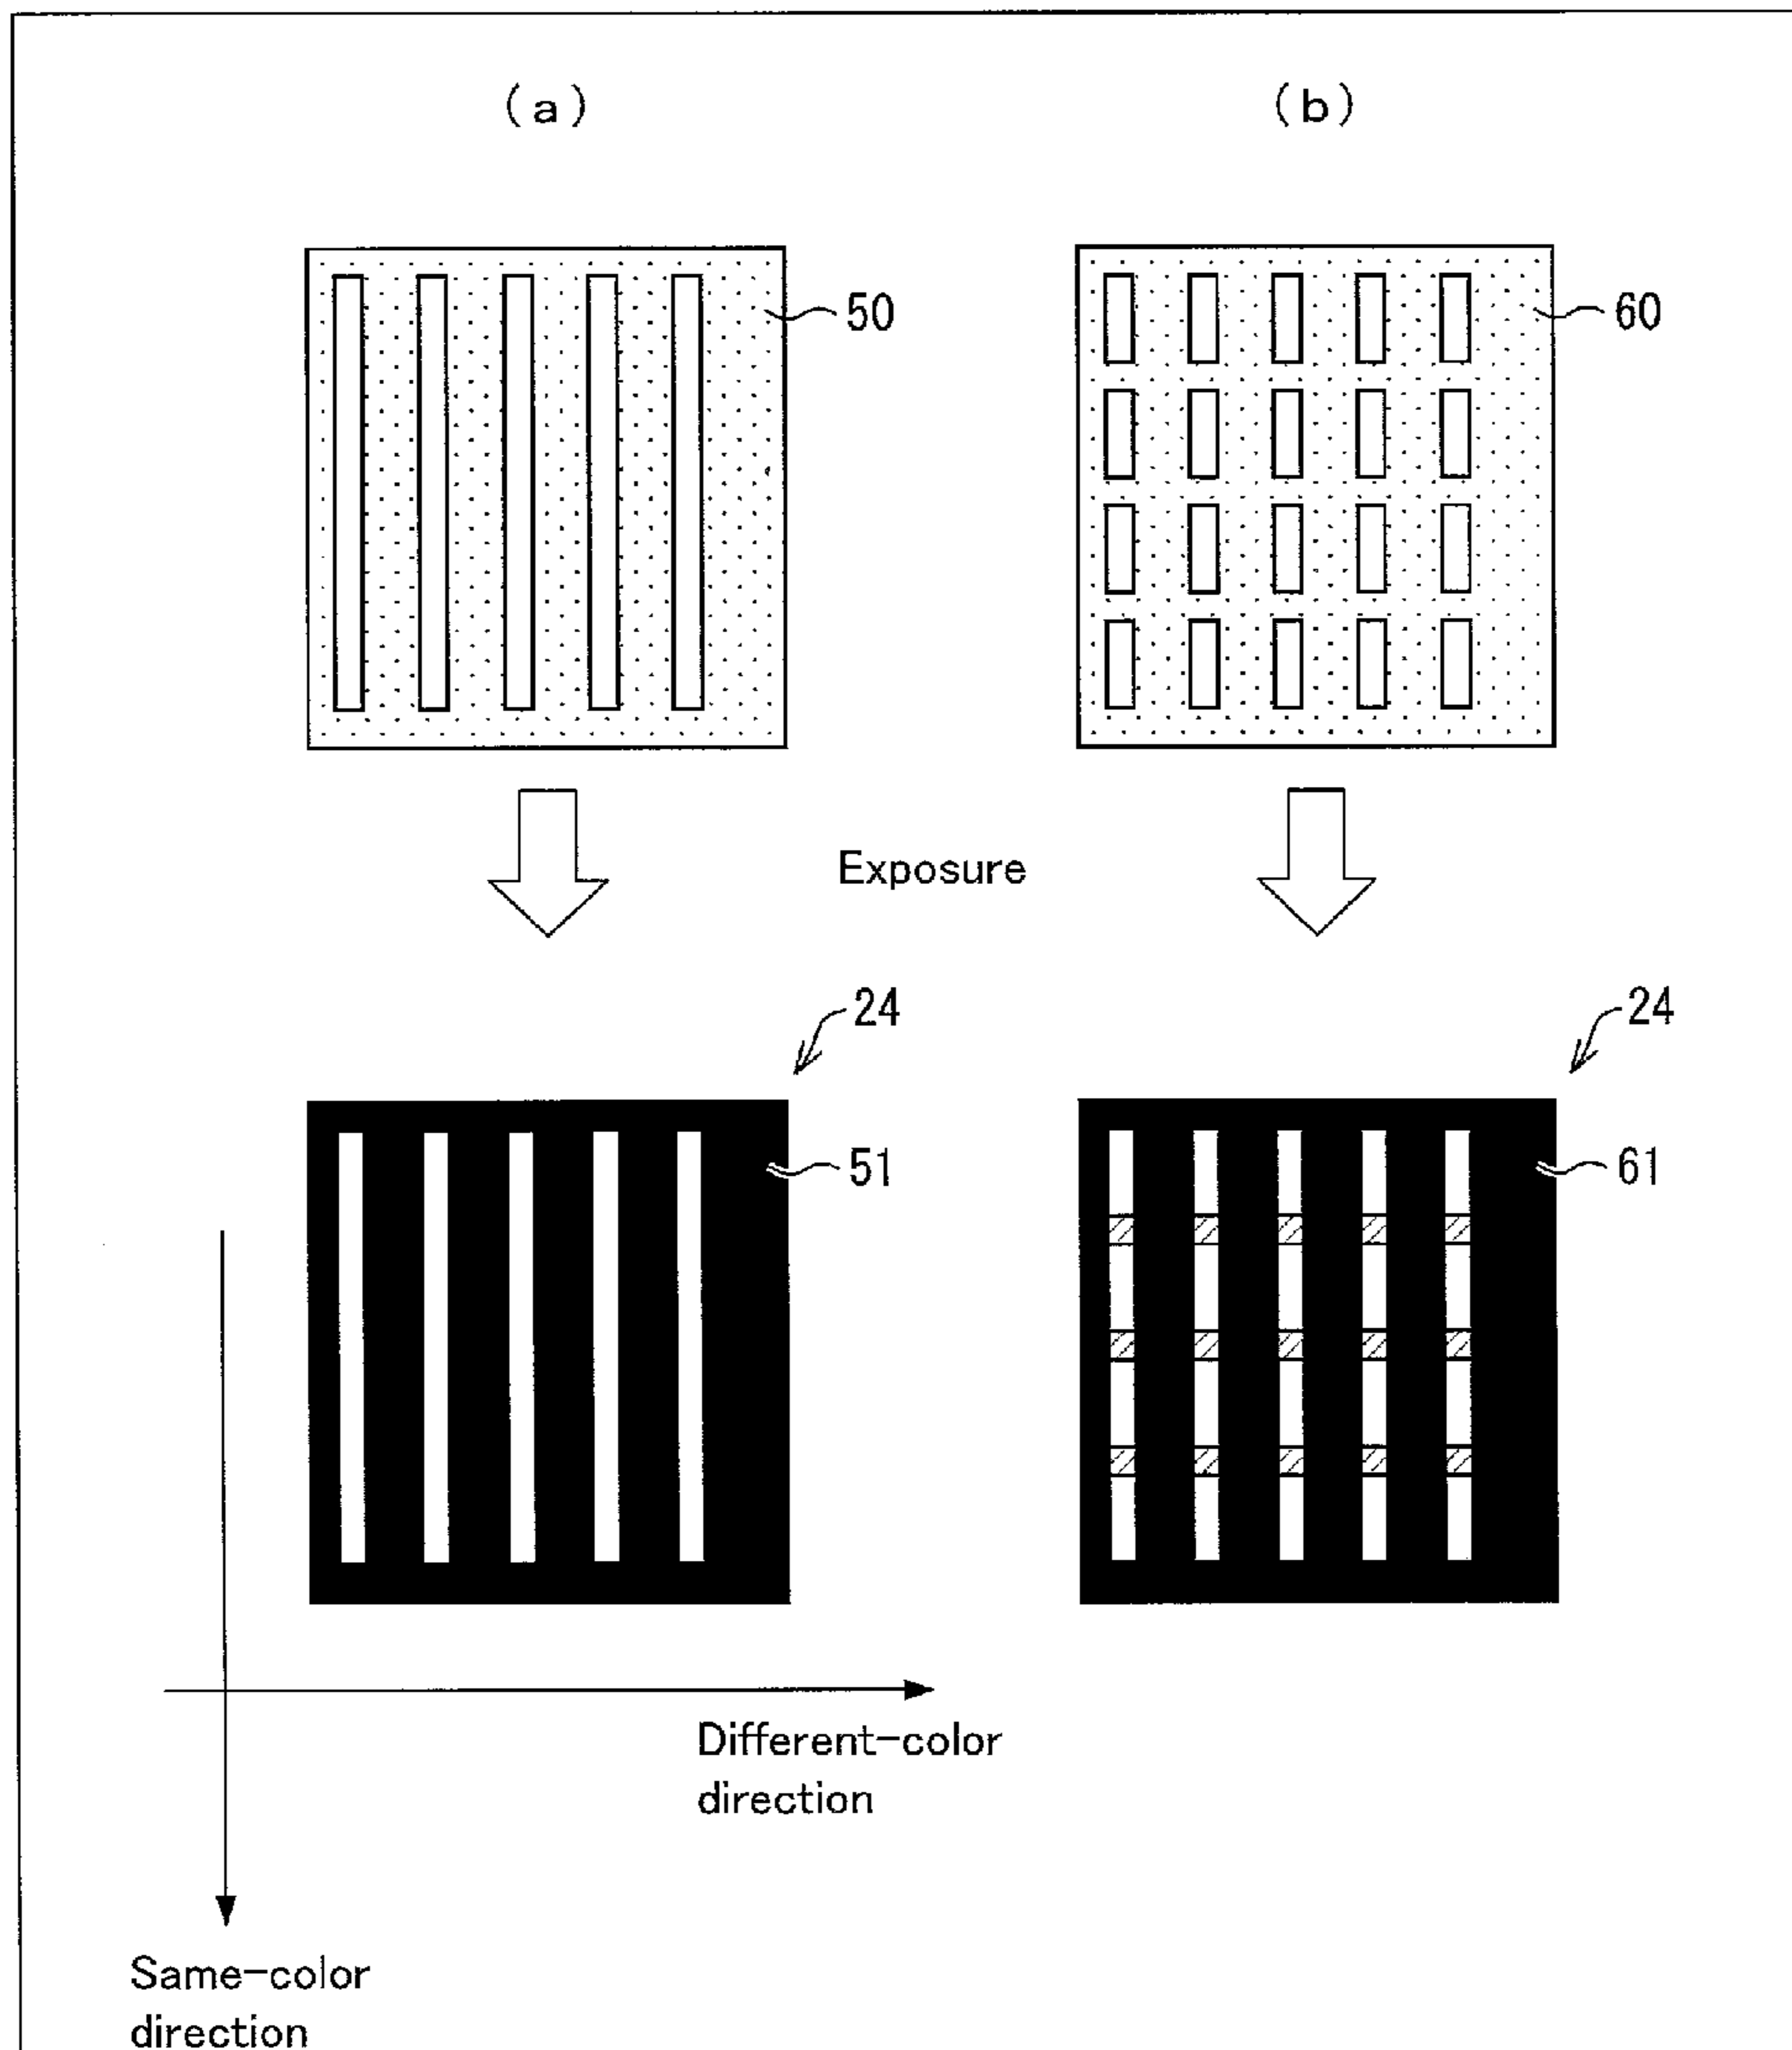 (a)
(b)
50
60
Exposure
24
24
51
61
Different-color
direction
Same-color
direction